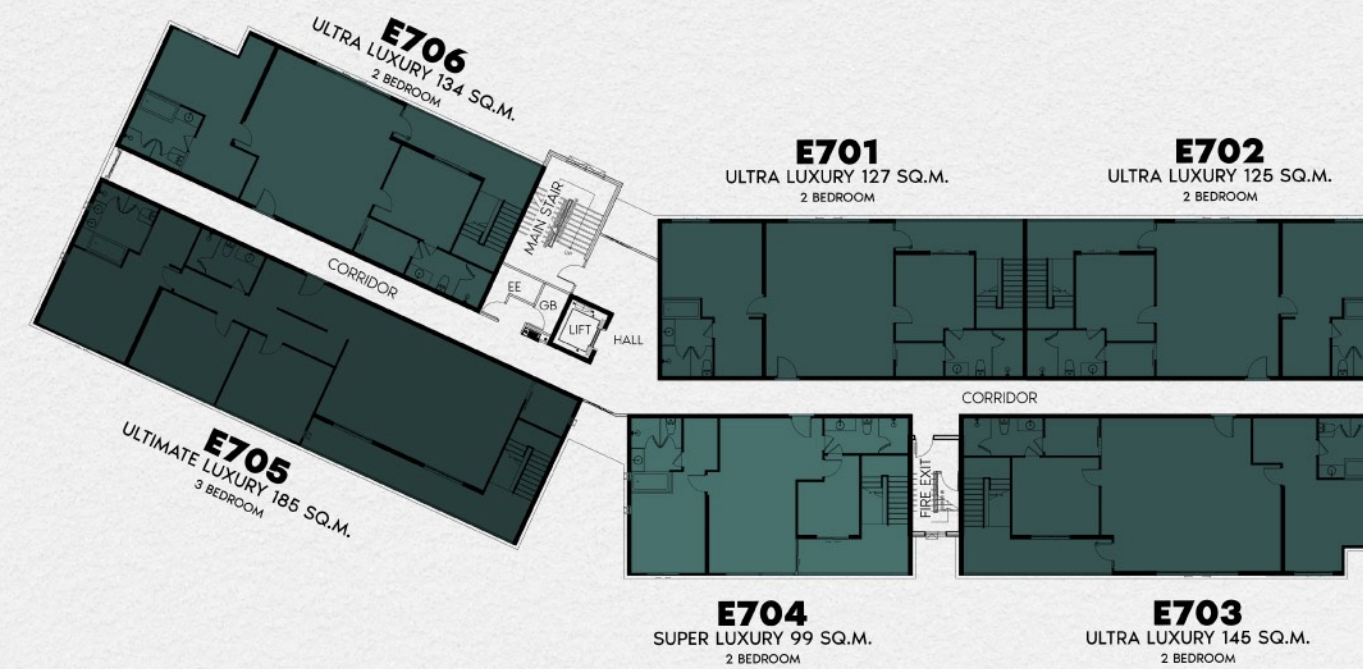 E706
ULTRA LUXURY 134 SQ.M.
2 BEDROOM
E701
ULTRA LUXURY 127 SQ.M.
2 BEDROOM
E702
ULTRA LUXURY 125 SQ.M.
2 BEDROOM
MAIN STAIR
UP
EE
GB
LIFT
HALL
CORRIDOR
CORRIDOR
FIRE EXIT
E705
ULTIMATE LUXURY 185 SQ.M.
3 BEDROOM
E704
SUPER LUXURY 99 SQ.M.
2 BEDROOM
E703
ULTRA LUXURY 145 SQ.M.
2 BEDROOM